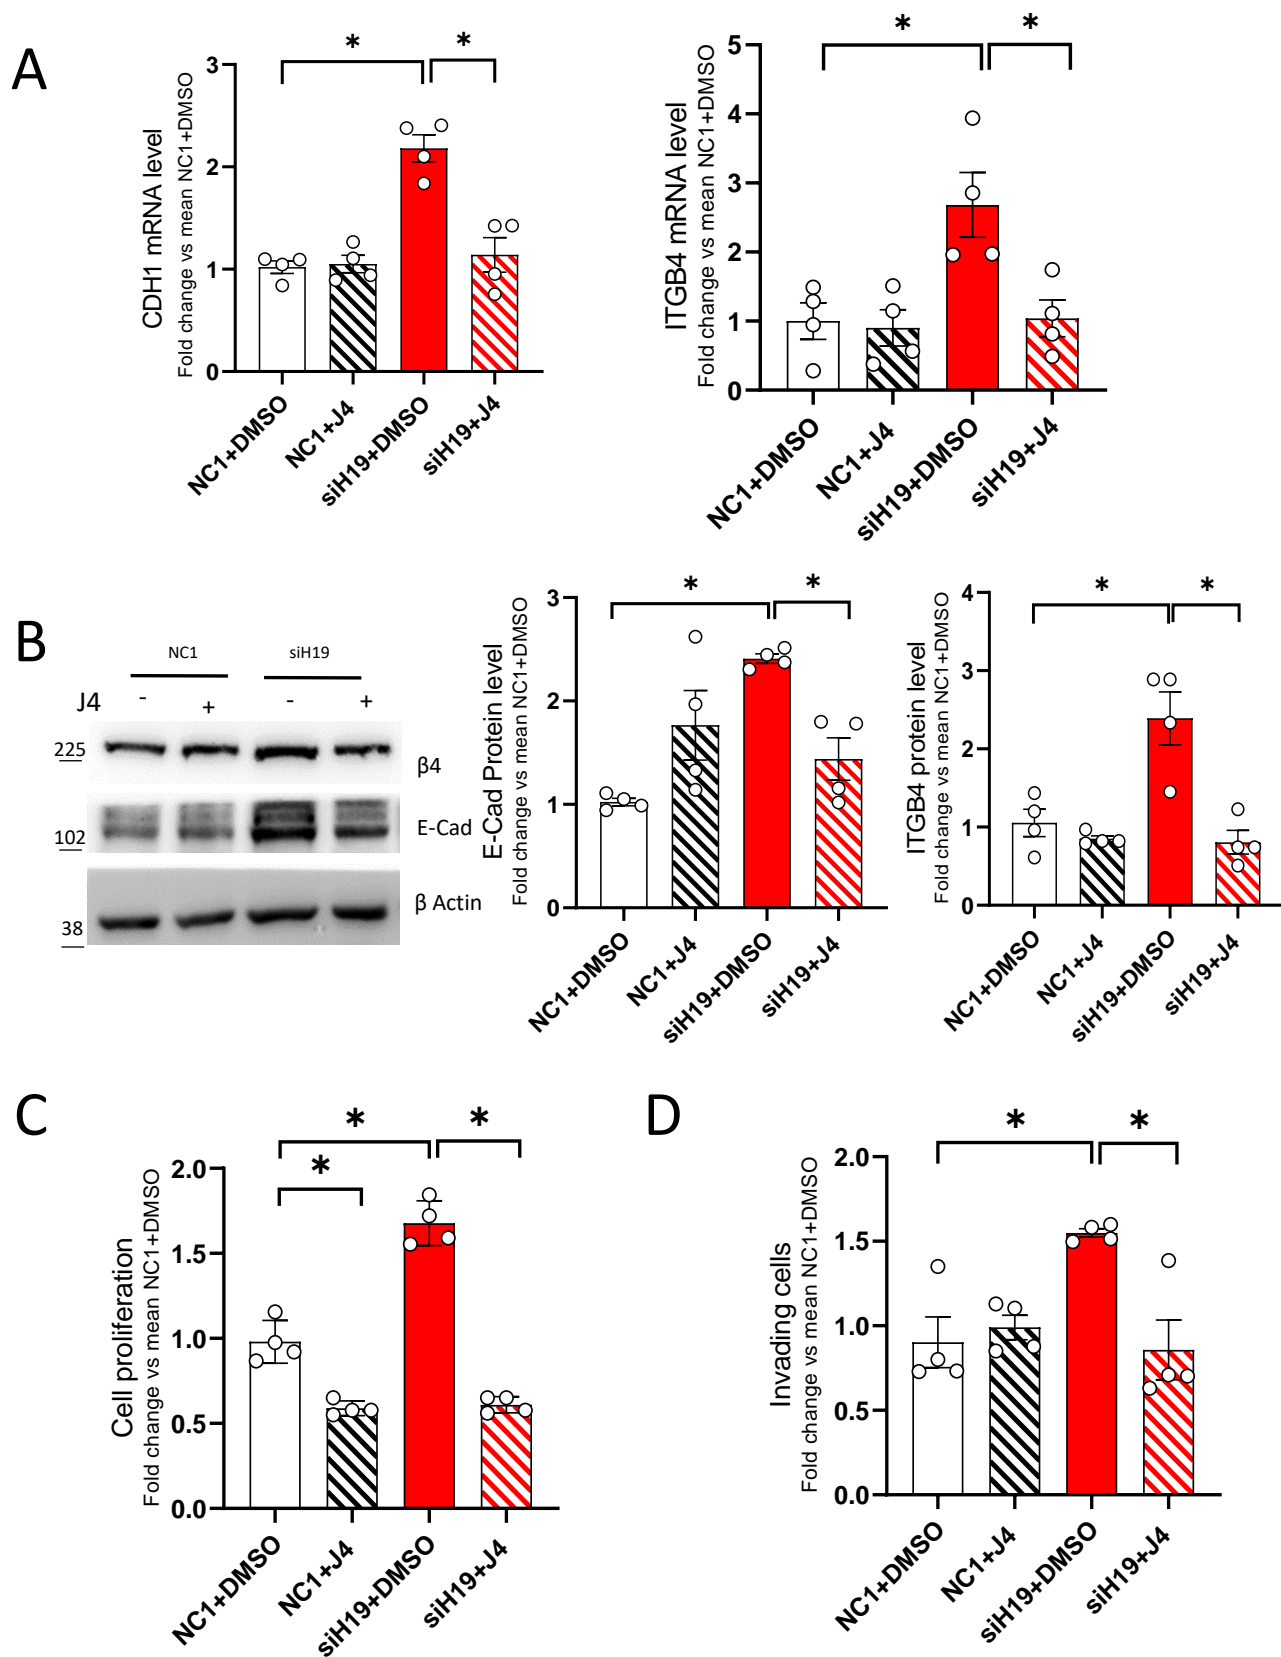 A
CDH1 mRNA level
Fold change vs mean NC1+DMSO
3
2
1
0
*
*
NC1+DMSO
NC1+J4
siH19+DMSO
siH19+J4
ITGB4 mRNA level
Fold change vs mean NC1+DMSO
5
4
3
2
1
0
*
*
NC1+DMSO
NC1+J4
siH19+DMSO
siH19+J4
B
NC1
siH19
J4
-
+
-
+
225
β4
102
E-Cad
38
β Actin
E-Cad Protein level
Fold change vs mean NC1+DMSO
3
2
1
0
*
*
NC1+DMSO
NC1+J4
siH19+DMSO
siH19+J4
ITGB4 protein level
Fold change vs mean NC1+DMSO
4
3
2
1
0
*
*
NC1+DMSO
NC1+J4
siH19+DMSO
siH19+J4
C
Cell proliferation
Fold change vs mean NC1+DMSO
2.0
1.5
1.0
0.5
0.0
*
*
*
NC1+DMSO
NC1+J4
siH19+DMSO
siH19+J4
D
Invading cells
Fold change vs mean NC1+DMSO
2.0
1.5
1.0
0.5
0.0
*
*
NC1+DMSO
NC1+J4
siH19+DMSO
siH19+J4